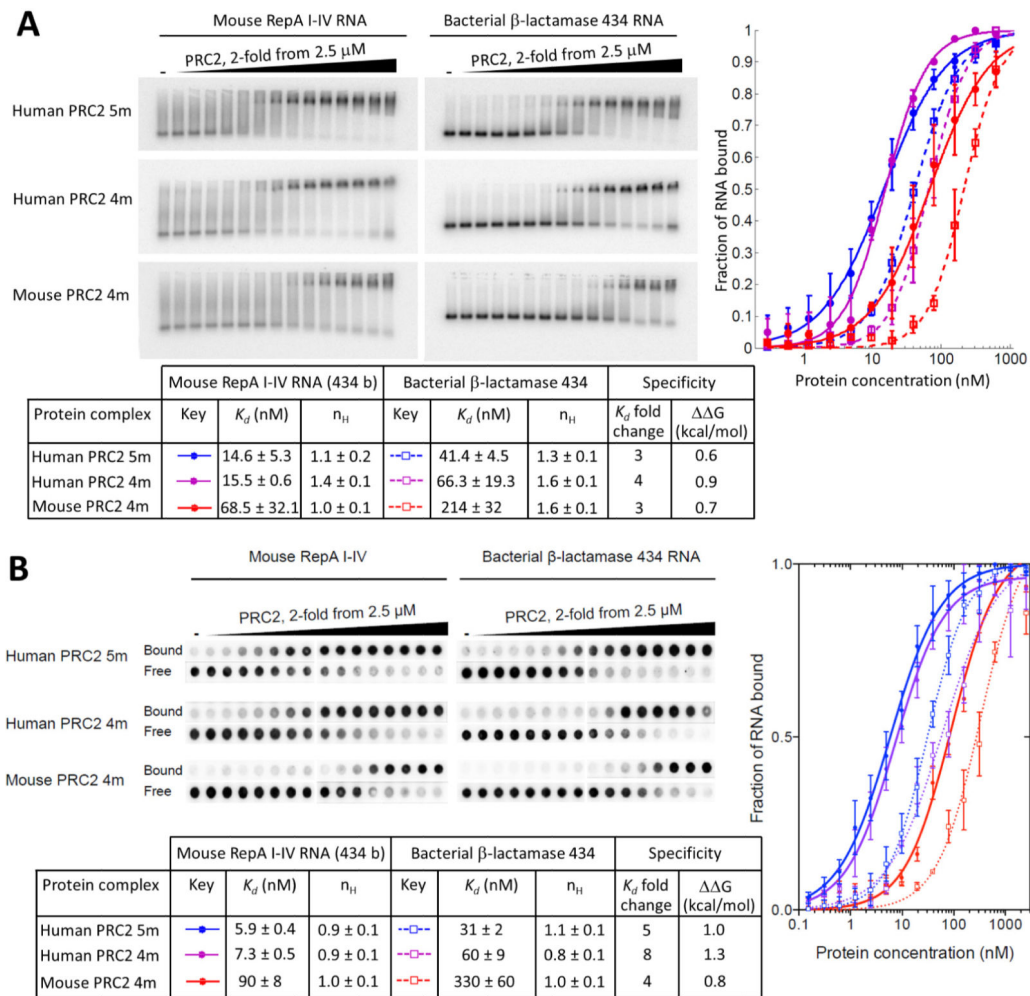 A
Mouse RepA I-IV RNA
Bacterial β-lactamase 434 RNA
PRC2, 2-fold from 2.5 µM
PRC2, 2-fold from 2.5 µM
-
-
Human PRC2 5m
Human PRC2 4m
Mouse PRC2 4m
Fraction of RNA bound
1
0.9
0.8
0.7
0.6
0.5
0.4
0.3
0.2
0.1
0
1 10 100 1000
Protein concentration (nM)
Mouse RepA I-IV RNA (434 b) Bacterial β-lactamase 434 Specificity
Protein complex Key Kd (nM) nH Key Kd (nM) nH Kd fold change ΔΔG (kcal/mol)
Human PRC2 5m 14.6 ± 5.3 1.1 ± 0.2 41.4 ± 4.5 1.3 ± 0.1 3 0.6
Human PRC2 4m 15.5 ± 0.6 1.4 ± 0.1 66.3 ± 19.3 1.6 ± 0.1 4 0.9
Mouse PRC2 4m 68.5 ± 32.1 1.0 ± 0.1 214 ± 32 1.6 ± 0.1 3 0.7
B
Mouse RepA I-IV
Bacterial β-lactamase 434 RNA
PRC2, 2-fold from 2.5 µM
PRC2, 2-fold from 2.5 µM
-
-
Human PRC2 5m
Bound
Free
Human PRC2 4m
Bound
Free
Mouse PRC2 4m
Bound
Free
Fraction of RNA bound
1.0
0.5
0.0
1 10 100 1000
Protein concentration (nM)
Mouse RepA I-IV RNA (434 b) Bacterial β-lactamase 434 Specificity
Protein complex Key Kd (nM) nH Key Kd (nM) nH Kd fold change ΔΔG (kcal/mol)
Human PRC2 5m 5.9 ± 0.4 0.9 ± 0.1 31 ± 2 1.1 ± 0.1 5 1.0
Human PRC2 4m 7.3 ± 0.5 0.9 ± 0.1 60 ± 9 0.8 ± 0.1 8 1.3
Mouse PRC2 4m 90 ± 8 1.0 ± 0.1 330 ± 60 1.0 ± 0.1 4 0.8